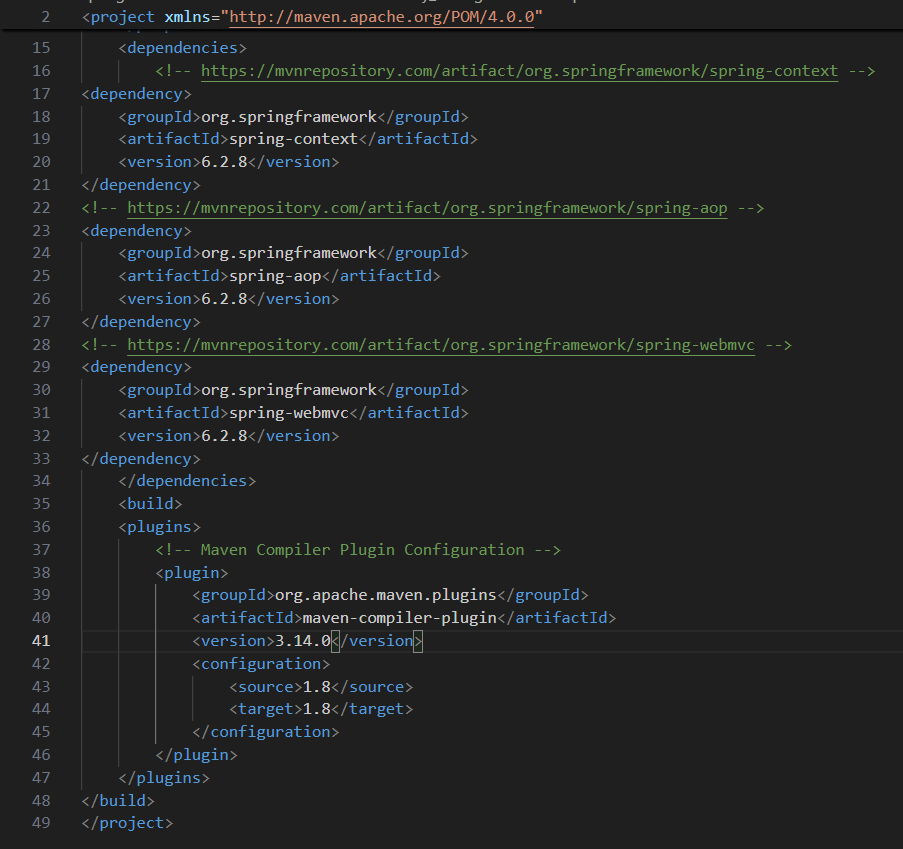 2 <project xmlns="http://maven.apache.org/POM/4.0.0"
15 <dependencies>
16 <!-- https://mvnrepository.com/artifact/org.springframework/spring-context -->
17 <dependency>
18 <groupId>org.springframework</groupId>
19 <artifactId>spring-context</artifactId>
20 <version>6.2.8</version>
21 </dependency>
22 <!-- https://mvnrepository.com/artifact/org.springframework/spring-aop -->
23 <dependency>
24 <groupId>org.springframework</groupId>
25 <artifactId>spring-aop</artifactId>
26 <version>6.2.8</version>
27 </dependency>
28 <!-- https://mvnrepository.com/artifact/org.springframework/spring-webmvc -->
29 <dependency>
30 <groupId>org.springframework</groupId>
31 <artifactId>spring-webmvc</artifactId>
32 <version>6.2.8</version>
33 </dependency>
34 </dependencies>
35 <build>
36 <plugins>
37 <!-- Maven Compiler Plugin Configuration -->
38 <plugin>
39 <groupId>org.apache.maven.plugins</groupId>
40 <artifactId>maven-compiler-plugin</artifactId>
41 <version>3.14.0</version>
42 <configuration>
43 <source>1.8</source>
44 <target>1.8</target>
45 </configuration>
46 </plugin>
47 </plugins>
48 </build>
49 </project>